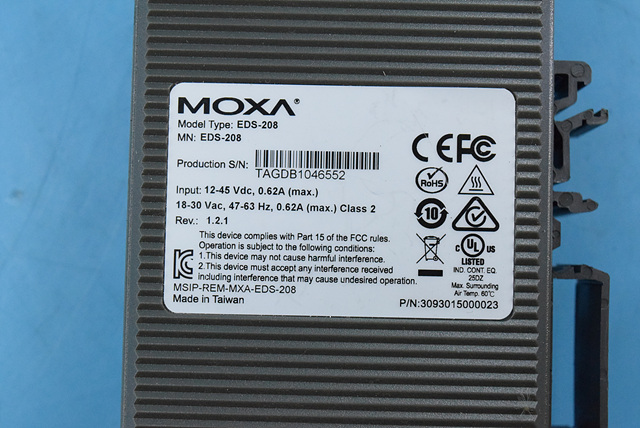 MOXA®
Model Type: EDS-208
MN: EDS-208
Production S/N:
TAGDB1046552
Input: 12-45 Vdc, 0.62A (max.)
18-30 Vac, 47-63 Hz, 0.62A (max.) Class 2
Rev.: 1.2.1
This device complies with Part 15 of the FCC rules.
Operation is subject to the following conditions:
1.This device may not cause harmful interference.
2.This device must accept any interference received
including interference that may cause undesired operation.
MSIP-REM-MXA-EDS-208
Made in Taiwan
CE FC
RoHS
10
c UL US
LISTED
IND. CONT. EQ.
25DZ
Max. Surrounding
Air Temp. 60°C
P/N:3093015000023